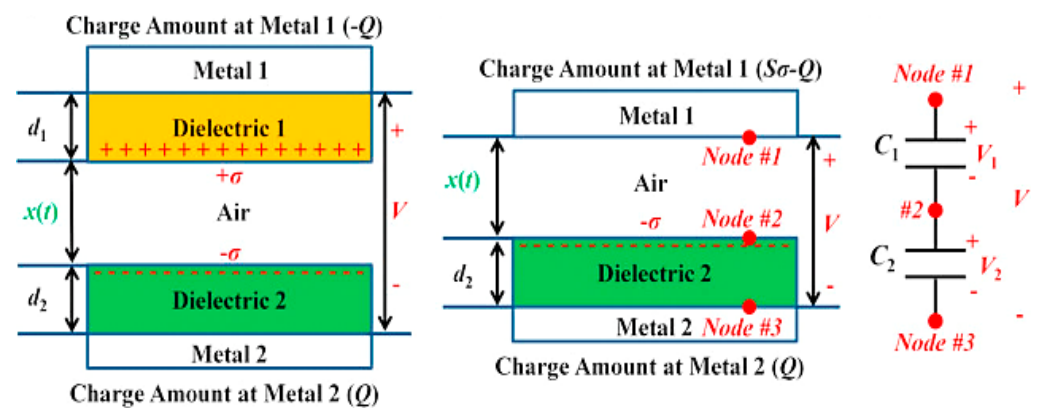 Charge Amount at Metal 1 (-Q)
Metal 1
d1
Dielectric 1
+ + + + + + + + + + + + + +
+σ
x(t)
Air
-σ
+
V
-
d2
Dielectric 2
Metal 2
Charge Amount at Metal 2 (Q)
Charge Amount at Metal 1 (Sσ-Q)
Metal 1
Node #1
x(t)
Air
-σ
Node #2
+
V
-
d2
Dielectric 2
Metal 2
Node #3
Charge Amount at Metal 2 (Q)
Node #1
+
C1
+
V1
-
#2
V
C2
+
V2
-
-
Node #3